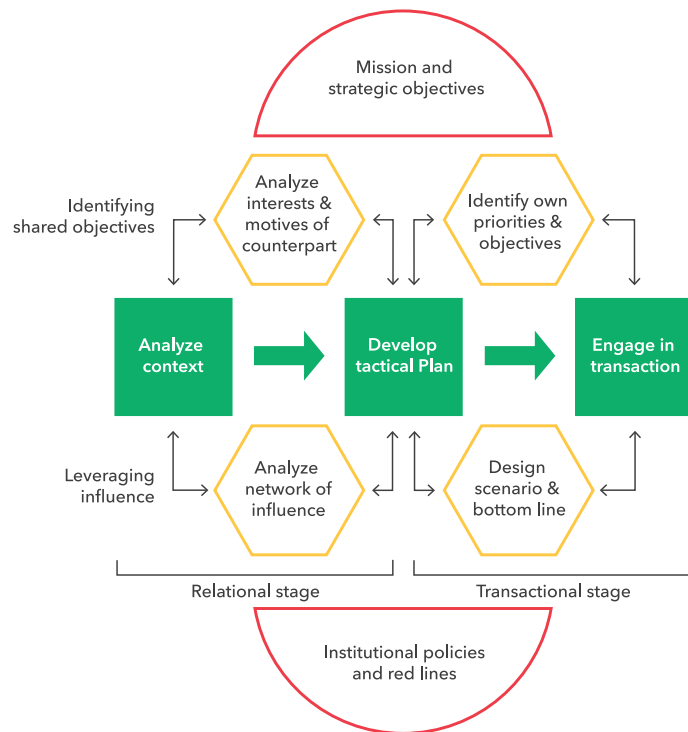 Mission and
strategic objectives
Identifying
shared objectives
Analyze
interests &
motives of
counterpart
Identify own
priorities &
objectives
Analyze
context
Develop
tactical Plan
Engage in
transaction
Leveraging
influence
Analyze
network of
influence
Design
scenario &
bottom line
Relational stage
Transactional stage
Institutional policies
and red lines